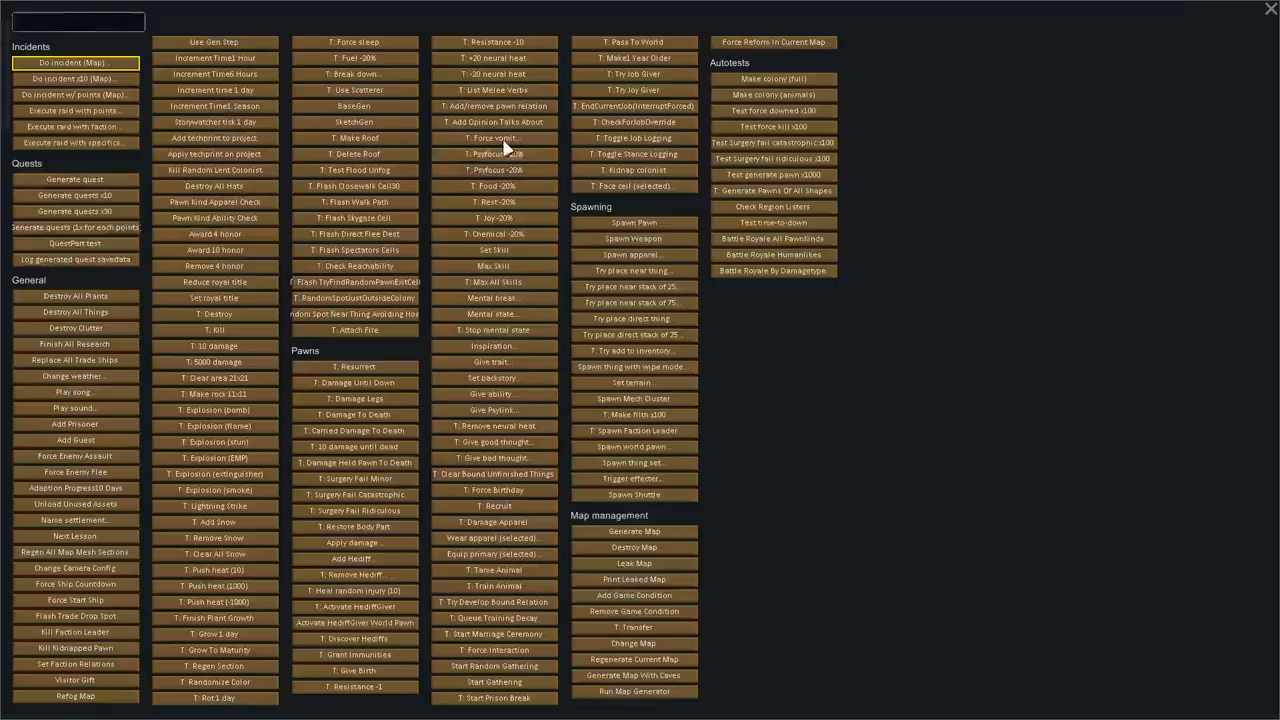 Incidents
Do incident (Map)...
Do incident x10 (Map)...
Do incident w/ points (Map)...
Execute raid with points...
Execute raid with faction...
Execute raid with specifics...
Quests
Generate quest
Generate quests x10
Generate quests x30
Generate quests (1x for each points)
QuestPart test
Log generated quest savedata
General
Destroy All Plants
Destroy All Things
Destroy Clutter
Finish All Research
Replace All Trade Ships
Change weather...
Play song...
Play sound...
Add Prisoner
Add Guest
Force Enemy Assault
Force Enemy Flee
Adaption Progress10 Days
Unload Unused Assets
Name settlement...
Next Lesson
Regen All Map Mesh Sections
Change Camera Config
Force Ship Countdown
Force Start Ship
Flash Trade Drop Spot
Kill Faction Leader
Kill Kidnapped Pawn
Set Faction Relations
Visitor Gift
Refog Map
Use Gen Step
Increment Time1 Hour
Increment Time6 Hours
Increment time 1 day
Increment Time1 Season
Storywatcher tick 1 day
Add techprint to project
Apply techprint on project
Kill Random Lent Colonist
Destroy All Hats
Pawn Kind Apparel Check
Pawn Kind Ability Check
Award 4 honor
Award 10 honor
Remove 4 honor
Reduce royal title
Set royal title
T: Destroy
T: Kill
T: 10 damage
T: 5000 damage
T: Clear area 21x21
T: Make rock 11x11
T: Explosion (bomb)
T: Explosion (flame)
T: Explosion (stun)
T: Explosion (EMP)
T: Explosion (extinguisher)
T: Explosion (smoke)
T: Lightning Strike
T: Add Snow
T: Remove Snow
T: Clear All Snow
T: Push heat (10)
T: Push heat (1000)
T: Push heat (-1000)
T: Finish Plant Growth
T: Grow 1 day
T: Grow To Maturity
T: Regen Section
T: Randomize Color
T: Rot 1 day
T: Force sleep
T: Fuel -20%
T: Break down...
T: Use Scatterer
BaseGen
SketchGen
T: Make Roof
T: Delete Roof
T: Test Flood Unfog
T: Flash Closewalk Cell30
T: Flash Walk Path
T: Flash Skygaze Cell
T: Flash Direct Flee Dest
T: Flash Spectators Cells
T: Check Reachability
T: Flash TryFindRandomPawnExitCell
T: RandomSpotJustOutsideColony
ndom Spot Near Thing Avoiding Hos
T: Attach Fire
Pawns
T: Resurrect
T: Damage Until Down
T: Damage Legs
T: Damage To Death
T: Carried Damage To Death
T: 10 damage until dead
T: Damage Held Pawn To Death
T: Surgery Fail Minor
T: Surgery Fail Catastrophic
T: Surgery Fail Ridiculous
T: Restore Body Part
Apply damage...
Add Hediff...
T: Remove Hediff...
T: Heal random injury (10)
T: Activate HediffGiver
Activate HediffGiver World Pawn
T: Discover Hediffs
T: Grant Immunities
T: Give Birth
T: Resistance -1
T: Resistance -10
T: +20 neural heat
T: -20 neural heat
T: List Melee Verbs
T: Add/remove pawn relation
T: Add Opinion Talks About
T: Force vomit...
T: Psyfocus 20%
T: Psyfocus -20%
T: Food -20%
T: Rest -20%
T: Joy -20%
T: Chemical -20%
Set Skill
Max Skill
T: Max All Skills
Mental break...
Mental state...
T: Stop mental state
Inspiration...
Give trait...
Set backstory...
Give ability...
Give Psylink...
T: Remove neural heat
T: Give good thought...
T: Give bad thought...
T: Clear Bound Unfinished Things
T: Force Birthday
T: Recruit
T: Damage Apparel
Wear apparel (selected)...
Equip primary (selected)...
T: Tame Animal
T: Train Animal
T: Try Develop Bound Relation
T: Queue Training Decay
T: Start Marriage Ceremony
T: Force Interaction
Start Random Gathering
Start Gathering
T: Start Prison Break
T: Pass To World
T: Make1 Year Older
T: Try Job Giver
T: Try Joy Giver
T: EndCurrentJob(InterruptForced)
T: CheckForJobOverride
T: Toggle Job Logging
T: Toggle Stance Logging
T: Kidnap colonist
T: Face cell (selected)...
Spawning
Spawn Pawn
Spawn Weapon
Spawn apparel...
Try place near thing...
Try place near stack of 25...
Try place near stack of 75...
Try place direct thing...
Try place direct stack of 25...
T: Try add to inventory...
Spawn thing with wipe mode...
Set terrain...
Spawn Mech Cluster
T: Make filth x100
T: Spawn Faction Leader
Spawn world pawn...
Spawn thing set...
Trigger effecter...
Spawn Shuttle
Map management
Generate Map
Destroy Map
Leak Map
Print Leaked Map
Add Game Condition
Remove Game Condition
T: Transfer
Change Map
Regenerate Current Map
Generate Map With Caves
Run Map Generator
Force Reform In Current Map
Autotests
Make colony (full)
Make colony (animals)
Test force downed x100
Test force kill x100
Test Surgery fail catastrophic x100
Test Surgery fail ridiculous x100
Test generate pawn x1000
T: Generate Pawns Of All Shapes
Check Region Listers
Test time-to-down
Battle Royale All PawnKinds
Battle Royale Humanlikes
Battle Royale By Damagetype